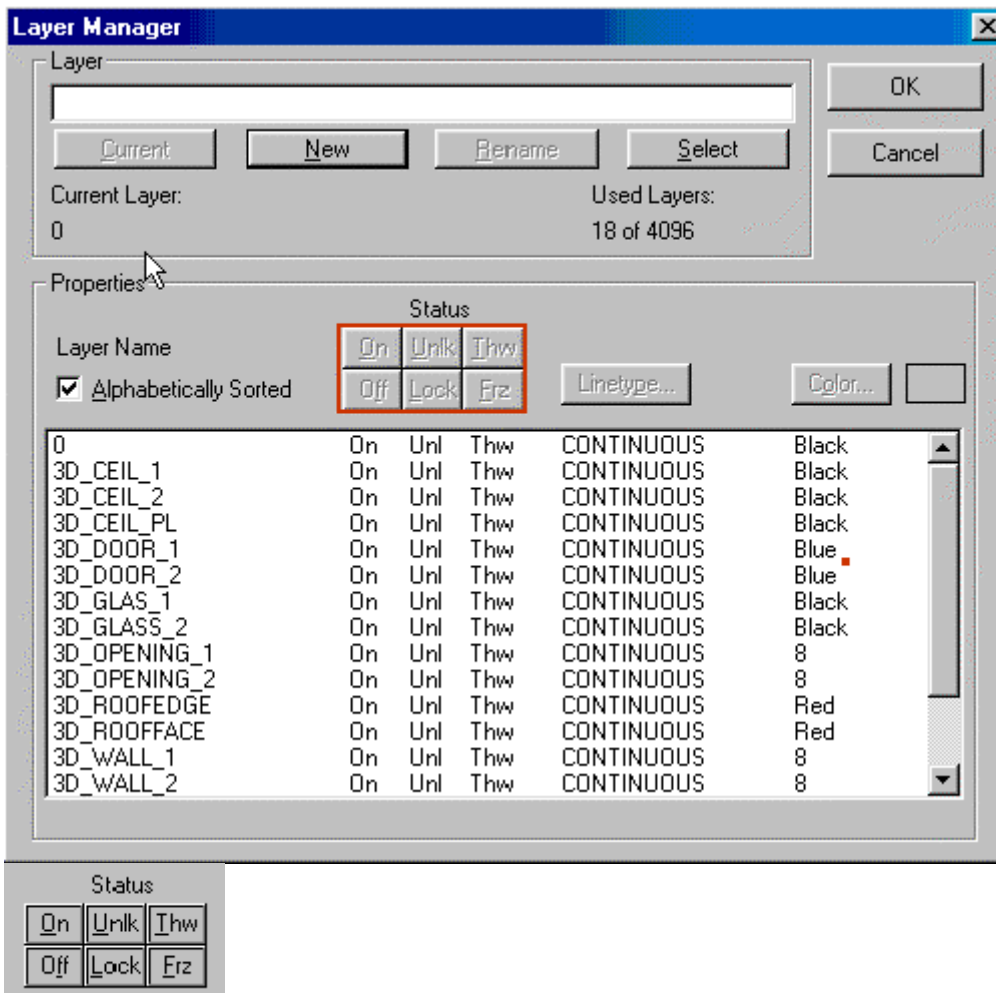 Layer Manager
Layer
OK
Current New Rename Select
Cancel
Current Layer: Used Layers:
0 18 of 4096
Properties
Status
Layer Name
On Unlk Thw
Alphabetically Sorted
Off Lock Frz
Linetype... Color...
0 On Unl Thw CONTINUOUS Black
3D_CEIL_1 On Unl Thw CONTINUOUS Black
3D_CEIL_2 On Unl Thw CONTINUOUS Black
3D_CEIL_PL On Unl Thw CONTINUOUS Black
3D_DOOR_1 On Unl Thw CONTINUOUS Blue
3D_DOOR_2 On Unl Thw CONTINUOUS Blue
3D_GLAS_1 On Unl Thw CONTINUOUS Black
3D_GLASS_2 On Unl Thw CONTINUOUS Black
3D_OPENING_1 On Unl Thw CONTINUOUS 8
3D_OPENING_2 On Unl Thw CONTINUOUS 8
3D_ROOFEDGE On Unl Thw CONTINUOUS Red
3D_ROOFFACE On Unl Thw CONTINUOUS Red
3D_WALL_1 On Unl Thw CONTINUOUS 8
3D_WALL_2 On Unl Thw CONTINUOUS 8
Status
On Unlk Thw
Off Lock Frz